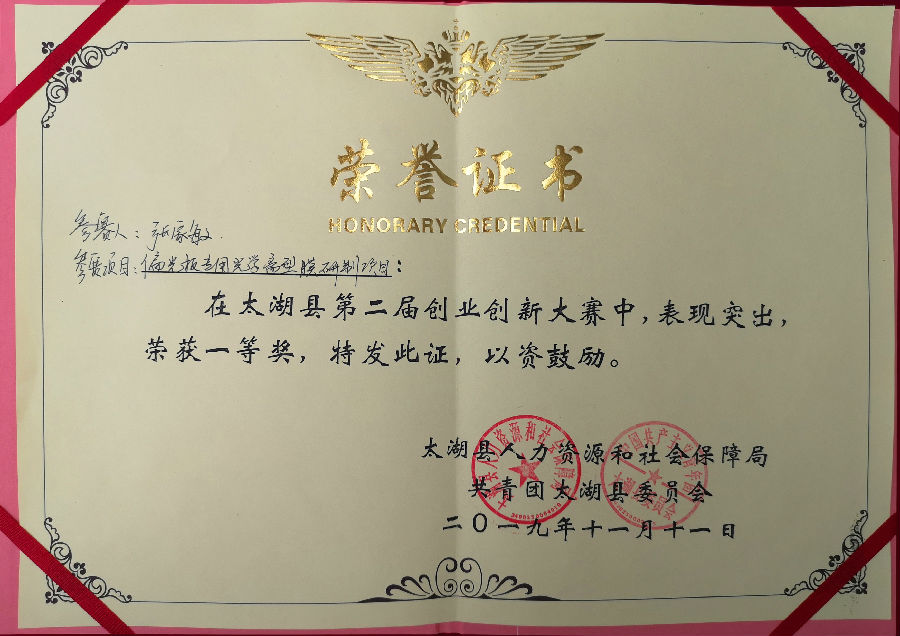 荣誉证书
HONORARY CREDENTIAL
参赛人：张家敏
参赛项目：偏光板专用光学离型膜研制项目：
在太湖县第二届创业创新大赛中，表现突出，
荣获一等奖，特发此证，以资鼓励。
太湖县人力资源和社会保障局
共青团太湖县委员会
二〇一九年十一月十一日